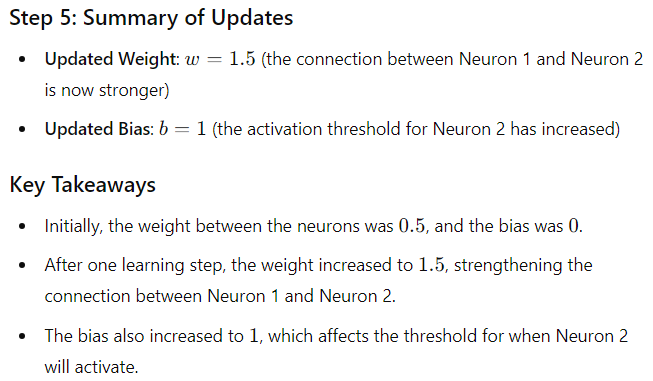 Step 5: Summary of Updates
• Updated Weight: w = 1.5 (the connection between Neuron 1 and Neuron 2
is now stronger)
• Updated Bias: b = 1 (the activation threshold for Neuron 2 has increased)
Key Takeaways
• Initially, the weight between the neurons was 0.5, and the bias was 0.
• After one learning step, the weight increased to 1.5, strengthening the
connection between Neuron 1 and Neuron 2.
• The bias also increased to 1, which affects the threshold for when Neuron 2
will activate.